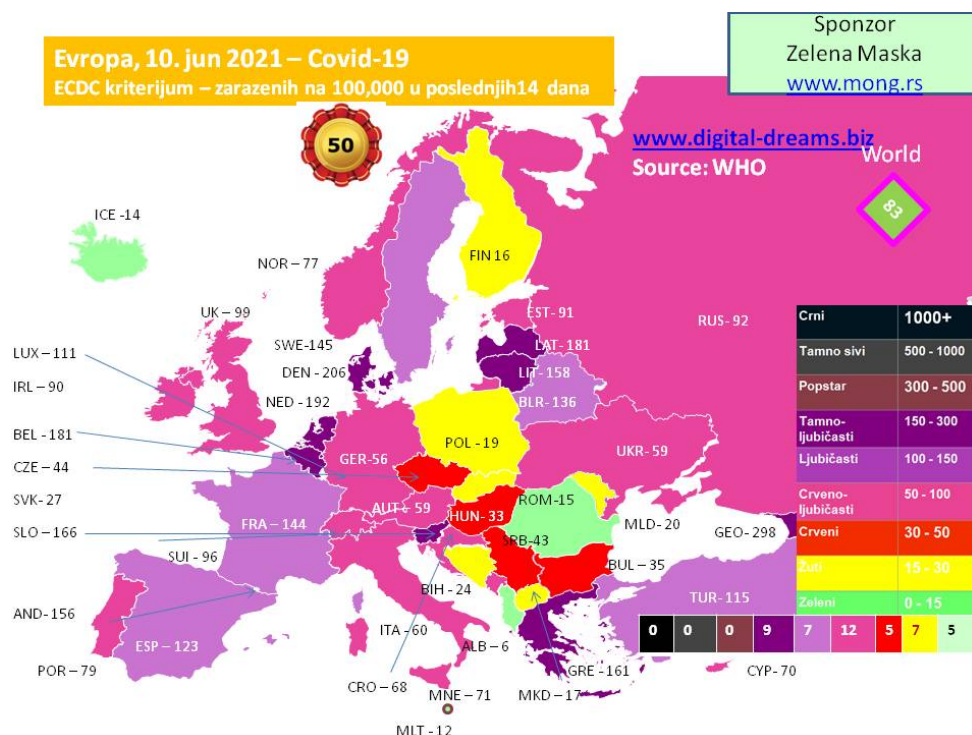 Evropa, 10. jun 2021 – Covid-19
ECDC kriterijum – zarazenih na 100,000 u poslednjih14 dana
Sponzor
Zelena Maska
www.mong.rs
50
www.digital-dreams.biz
Source: WHO
World
83
ICE -14
FIN 16
NOR – 77
UK – 99
EST - 91
RUS- 92
LUX – 111
SWE-145
LAT -181
IRL – 90
DEN - 206
LIT – 158
NED – 192
BLR - 136
BEL - 181
POL - 19
CZE – 44
GER-56
UKR - 59
SVK - 27
AUT - 59
ROM-15
HUN- 33
MLD - 20
SLO – 166
FRA – 144
SRB-43
GEO- 298
SUI – 96
BUL – 35
BIH - 24
TUR- 115
AND-156
ESP – 123
ITA - 60
ALB – 6
POR – 79
CRO – 68
MNE – 71
MKD – 17
GRE -161
CYP – 70
MLT - 12
Crni 1000+
Tamno sivi 500 - 1000
Popstar 300 - 500
Tamno-
ljubičasti 150 - 300
Ljubičasti 100 - 150
Crveno-
ljubičasti 50 - 100
Crveni 30 - 50
Žuti 15 - 30
Zeleni 0 - 15
0 0 0 9 7 12 5 7 5